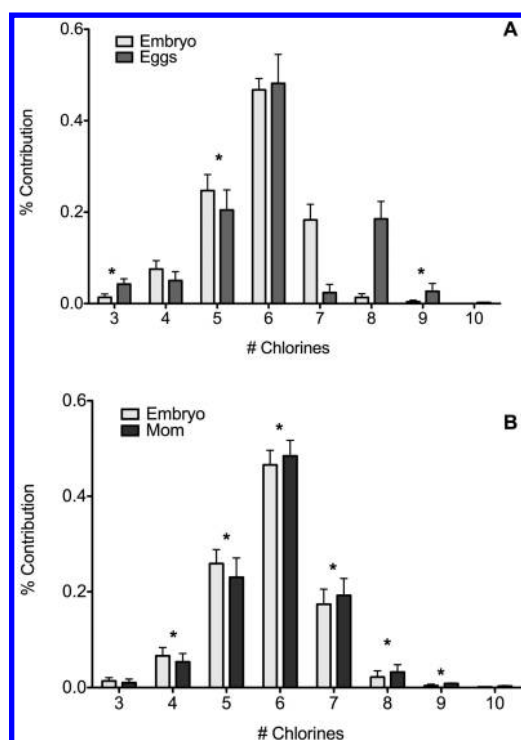 A
Embryo
Eggs
% Contribution
0.6
0.4
0.2
0.0
* * *
3 4 5 6 7 8 9 10
# Chlorines
B
Embryo
Mom
% Contribution
0.6
0.4
0.2
0.0
* * * * * *
3 4 5 6 7 8 9 10
# Chlorines